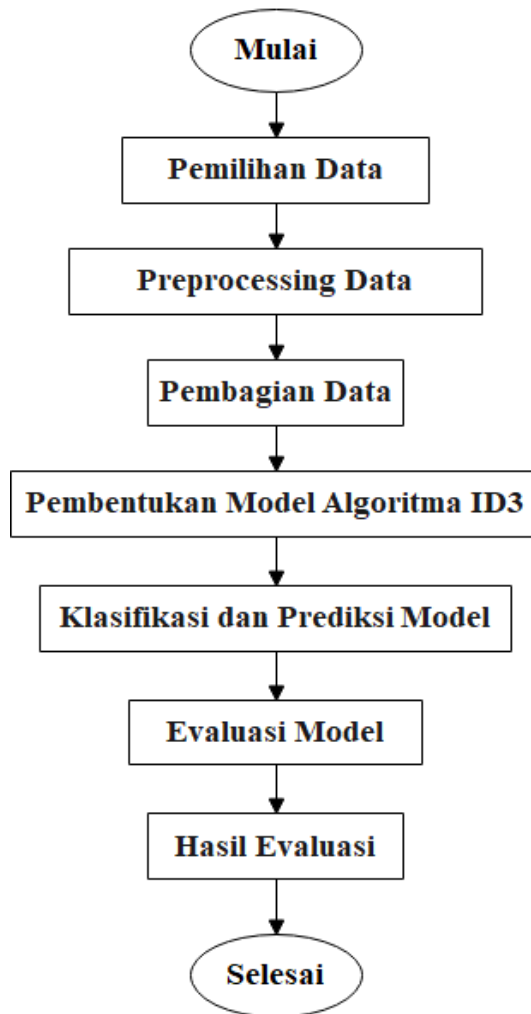 Mulai
Pemilihan Data
Preprocessing Data
Pembagian Data
Pembentukan Model Algoritma ID3
Klasifikasi dan Prediksi Model
Evaluasi Model
Hasil Evaluasi
Selesai